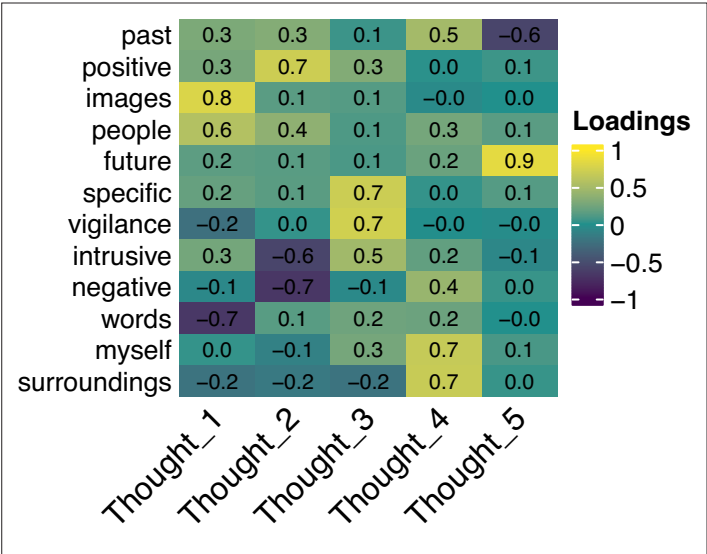 past 0.3 0.3 0.1 0.5 −0.6
positive 0.3 0.7 0.3 0.0 0.1
images 0.8 0.1 0.1 −0.0 0.0
people 0.6 0.4 0.1 0.3 0.1
future 0.2 0.1 0.1 0.2 0.9
specific 0.2 0.1 0.7 0.0 0.1
vigilance −0.2 0.0 0.7 −0.0 −0.0
intrusive 0.3 −0.6 0.5 0.2 −0.1
negative −0.1 −0.7 −0.1 0.4 0.0
words −0.7 0.1 0.2 0.2 −0.0
myself 0.0 −0.1 0.3 0.7 0.1
surroundings −0.2 −0.2 −0.2 0.7 0.0
Thought_1 Thought_2 Thought_3 Thought_4 Thought_5
Loadings
1
0.5
0
−0.5
−1